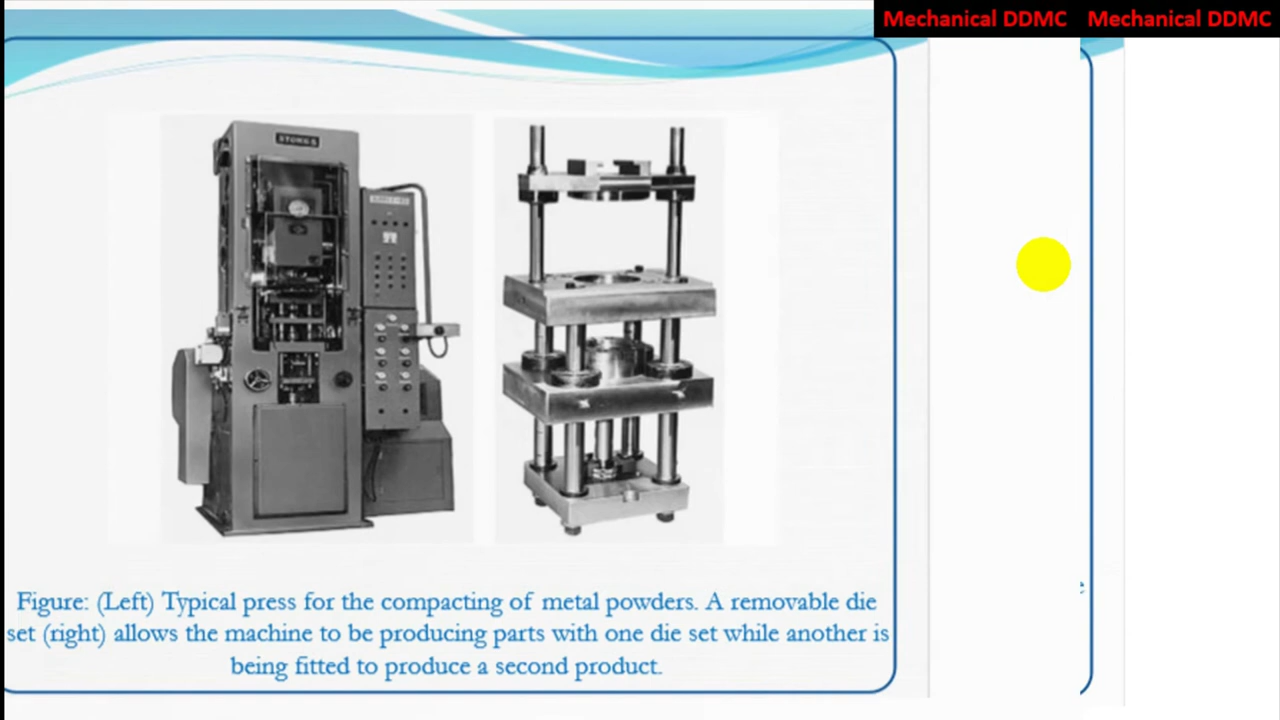 Mechanical DDMC Mechanical DDMC
STOKES
Figure: (Left) Typical press for the compacting of metal powders. A removable die
set (right) allows the machine to be producing parts with one die set while another is
being fitted to produce a second product.